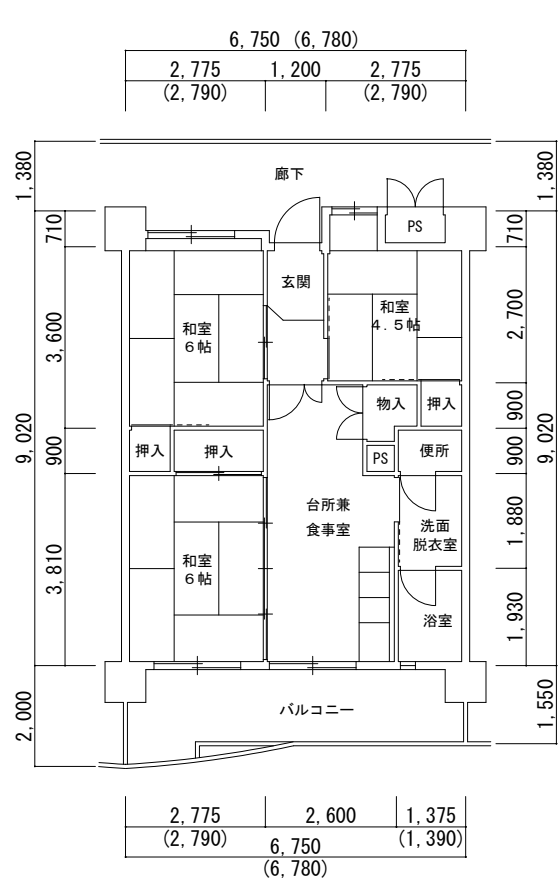 6,750 (6,780)
2,775 1,200 2,775
(2,790) (2,790)
1,380
1,380
廊下
PS
710
710
玄関
和室
6帖
和室
4.5帖
3,600
2,700
9,020
9,020
物入
押入
900
押入
押入
PS
便所
900
900
台所兼
食事室
洗面
脱衣室
1,880
和室
6帖
3,810
浴室
1,930
バルコニー
2,000
1,550
2,775 2,600 1,375
(2,790) (1,390)
6,750
(6,780)